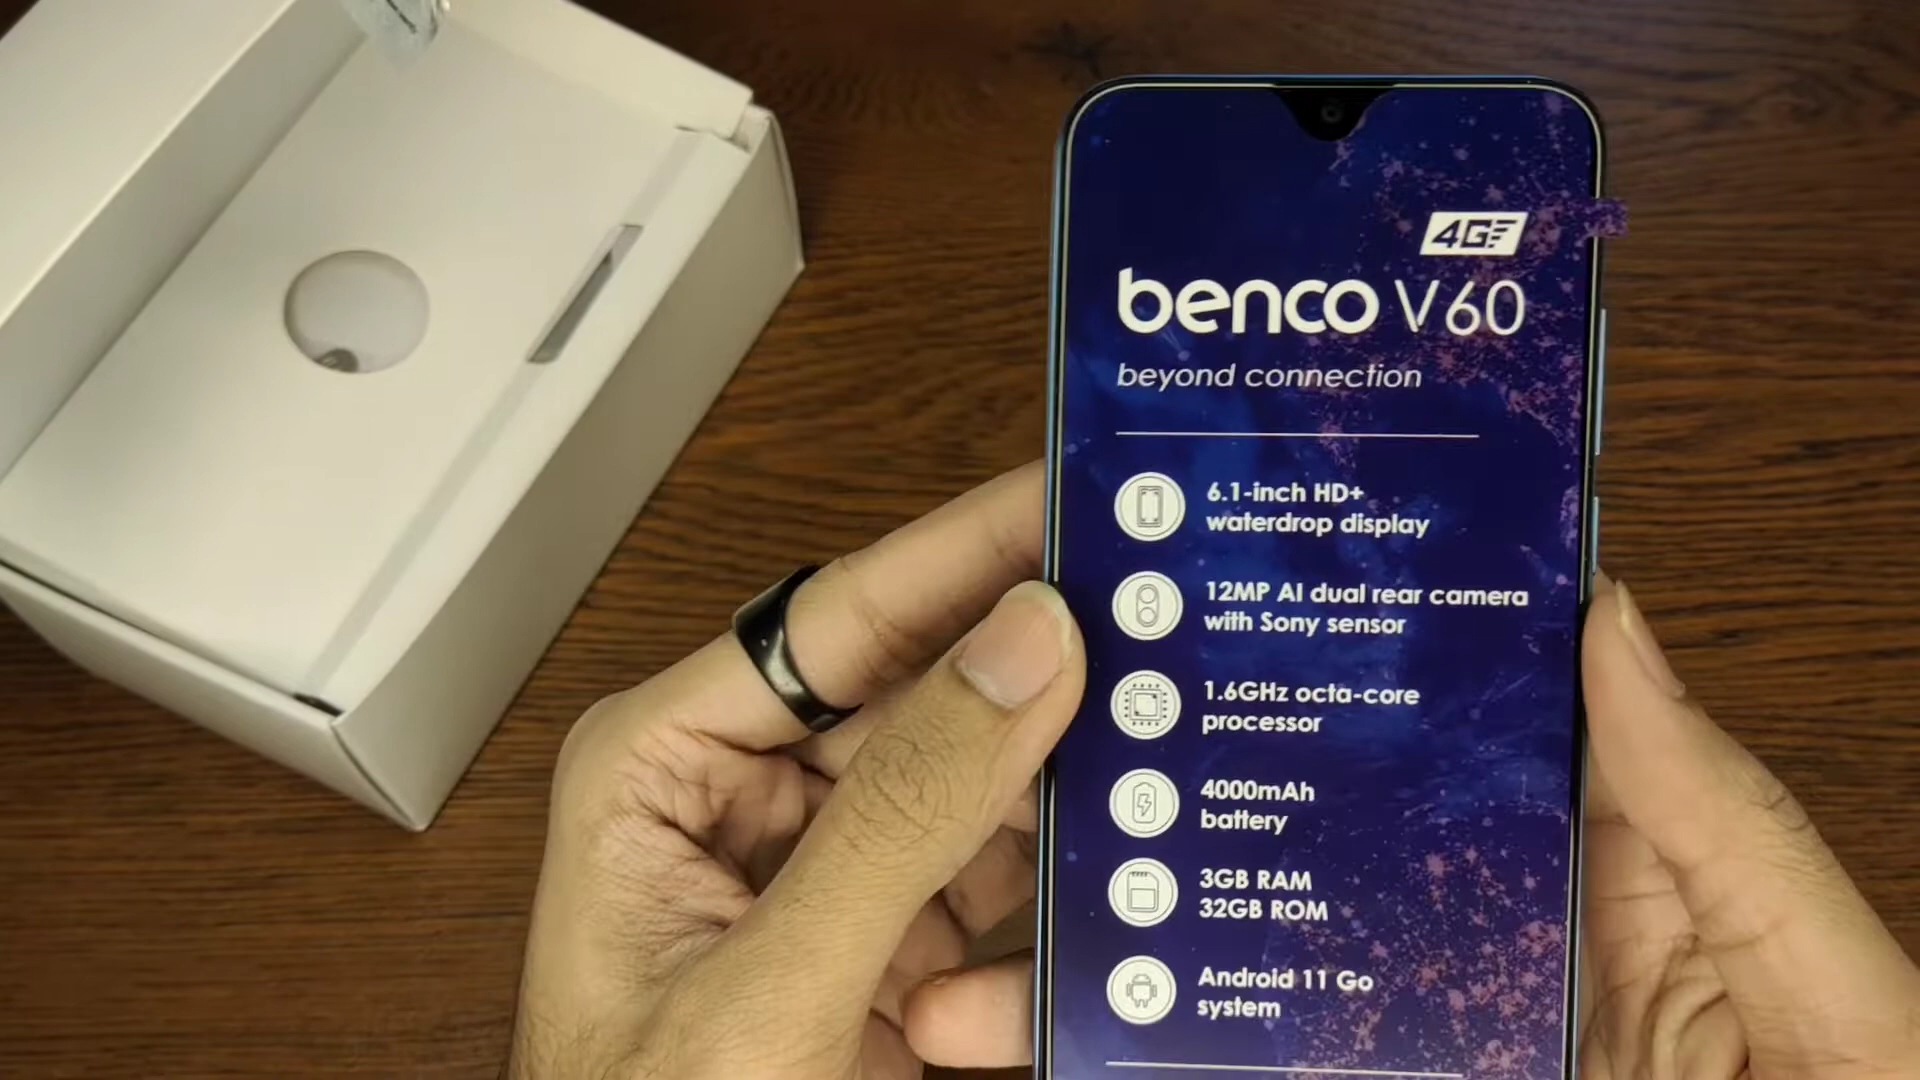 4G
benco V60
beyond connection
6.1-inch HD+
waterdrop display
12MP AI dual rear camera
with Sony sensor
1.6GHz octa-core
processor
4000mAh
battery
3GB RAM
32GB ROM
Android 11 Go
system